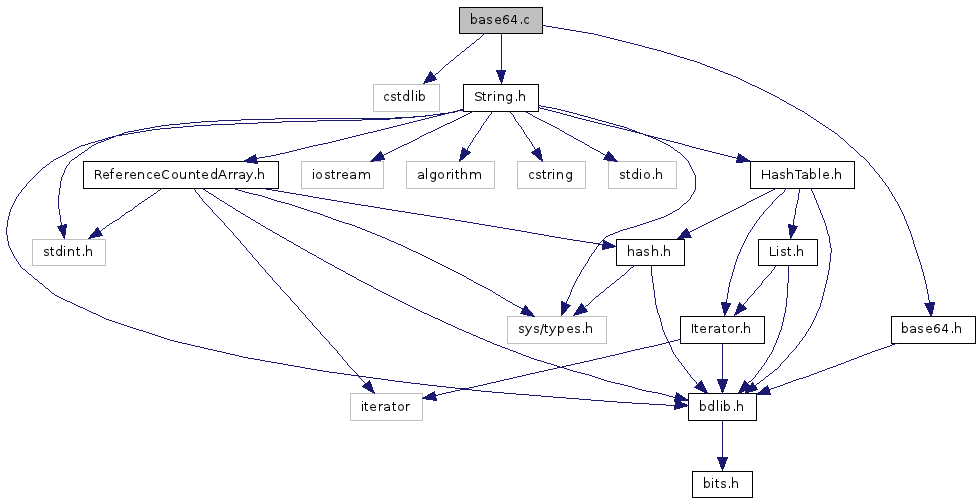 base64.c
cstdlib
String.h
ReferenceCountedArray.h
iostream
algorithm
cstring
stdio.h
HashTable.h
stdint.h
hash.h
List.h
sys/types.h
Iterator.h
base64.h
iterator
bdlib.h
bits.h